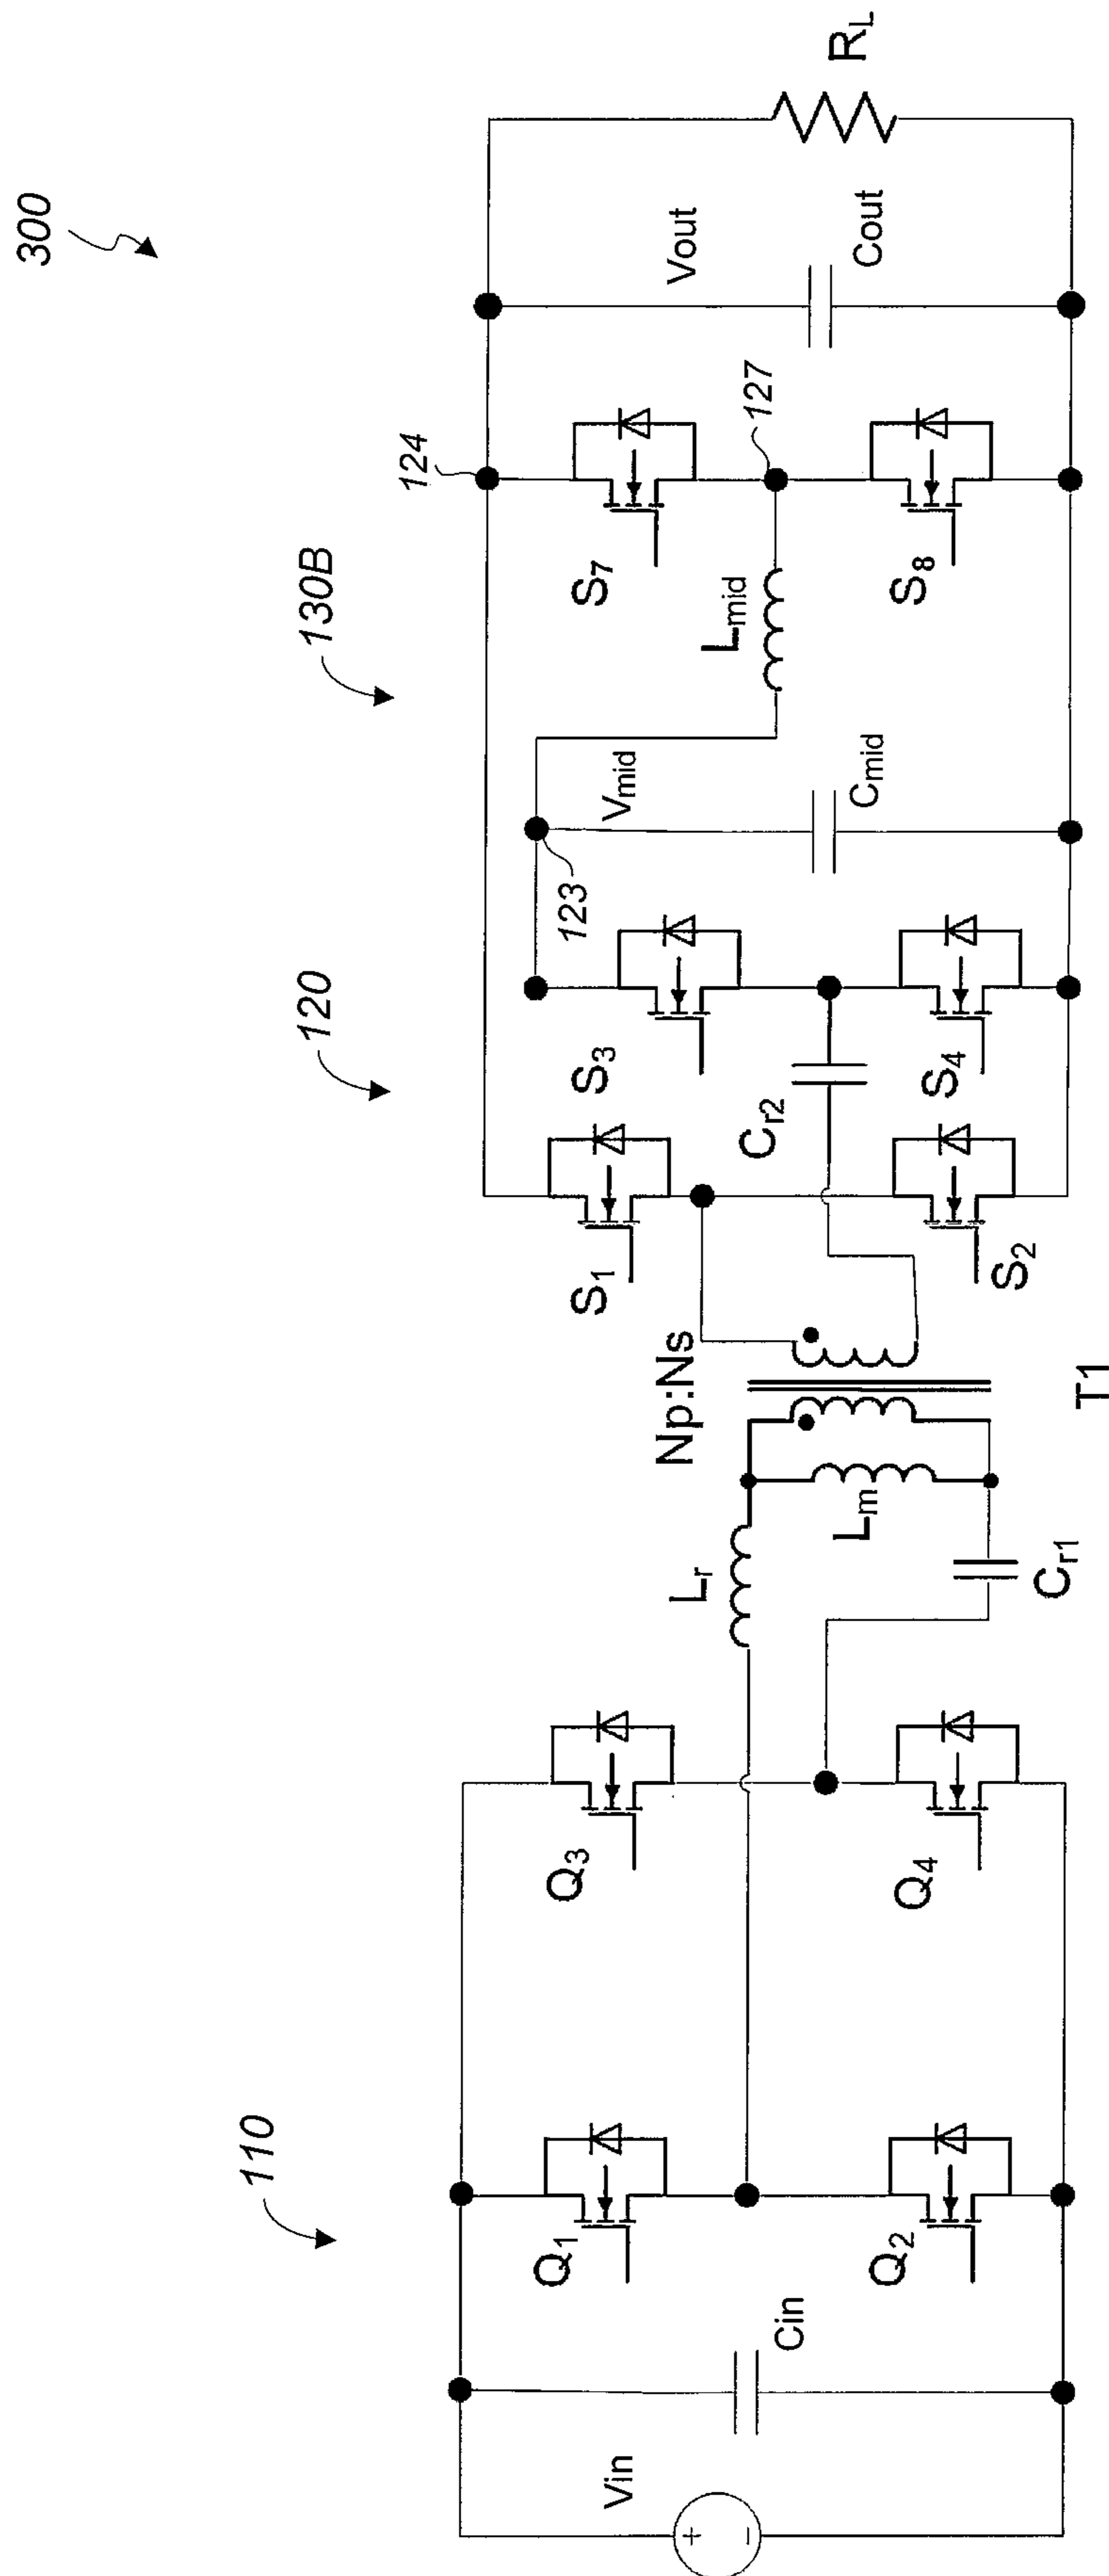 300
110
120
130B
124
Vin
+
−
Cin
Q1
Q2
Q3
Q4
Lr
Lm
Cr1
Np:Ns
T1
S1
S2
Cr2
S3
S4
123
Vmid
Cmid
Lmid
S7
S8
127
Vout
Cout
RL